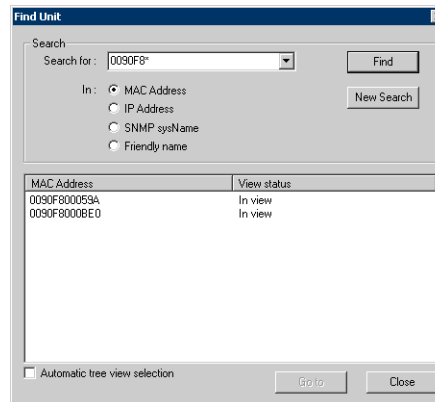 Find Unit
Search
Search for : 0090F8* Find
In : MAC Address New Search
IP Address
SNMP sysName
Friendly name
MAC Address View status
0090F800059A In view
0090F8000BE0 In view
Automatic tree view selection Go to Close